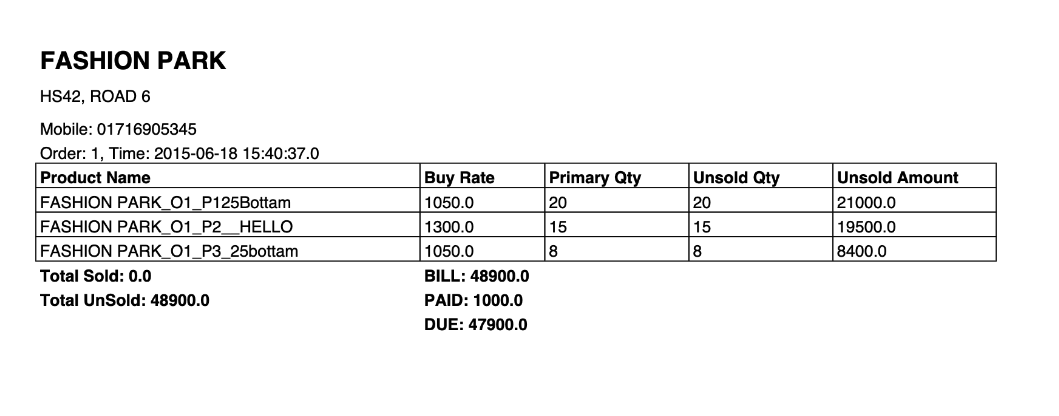 FASHION PARK
HS42, ROAD 6
Mobile: 01716905345
Order: 1, Time: 2015-06-18 15:40:37.0
Product Name Buy Rate Primary Qty Unsold Qty Unsold Amount
FASHION PARK_O1_P125Bottam 1050.0 20 20 21000.0
FASHION PARK_O1_P2__HELLO 1300.0 15 15 19500.0
FASHION PARK_O1_P3_25bottam 1050.0 8 8 8400.0
Total Sold: 0.0 BILL: 48900.0
Total UnSold: 48900.0 PAID: 1000.0
DUE: 47900.0